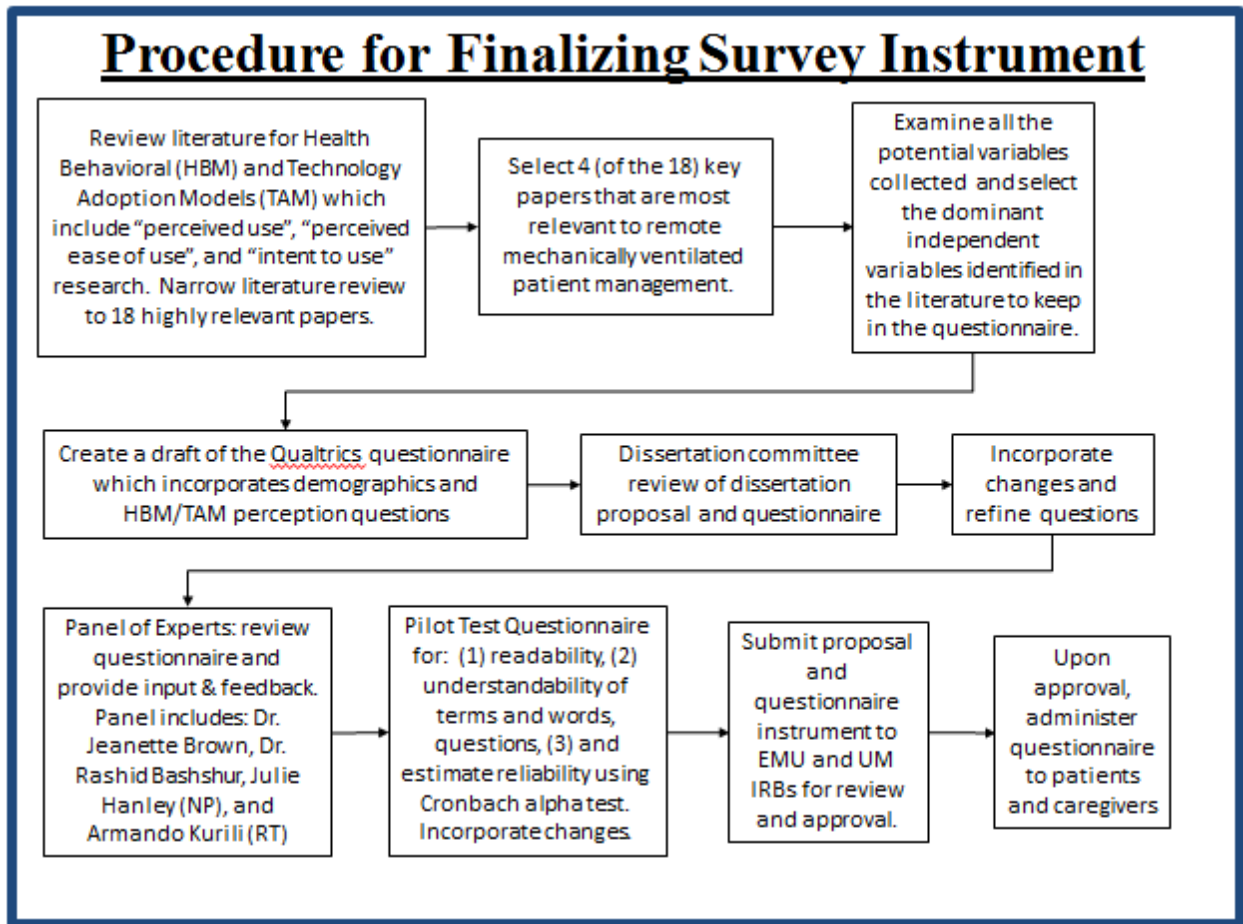 Procedure for Finalizing Survey Instrument
Review literature for Health
Behavioral (HBM) and Technology
Adoption Models (TAM) which
include “perceived use”, “perceived
ease of use”, and “intent to use”
research. Narrow literature review
to 18 highly relevant papers.
Select 4 (of the 18) key
papers that are most
relevant to remote
mechanically ventilated
patient management.
Examine all the
potential variables
collected and select
the dominant
independent
variables identified in
the literature to keep
in the questionnaire.
Create a draft of the Qualtrics questionnaire
which incorporates demographics and
HBM/TAM perception questions
Dissertation committee
review of dissertation
proposal and questionnaire
Incorporate
changes and
refine questions
Panel of Experts: review
questionnaire and
provide input & feedback.
Panel includes: Dr.
Jeanette Brown, Dr.
Rashid Bashshur, Julie
Hanley (NP), and
Armando Kurili (RT)
Pilot Test Questionnaire
for: (1) readability, (2)
understandability of
terms and words,
questions, (3) and
estimate reliability using
Cronbach alpha test.
Incorporate changes.
Submit proposal
and
questionnaire
instrument to
EMU and UM
IRBs for review
and approval.
Upon
approval,
administer
questionnaire
to patients
and caregivers